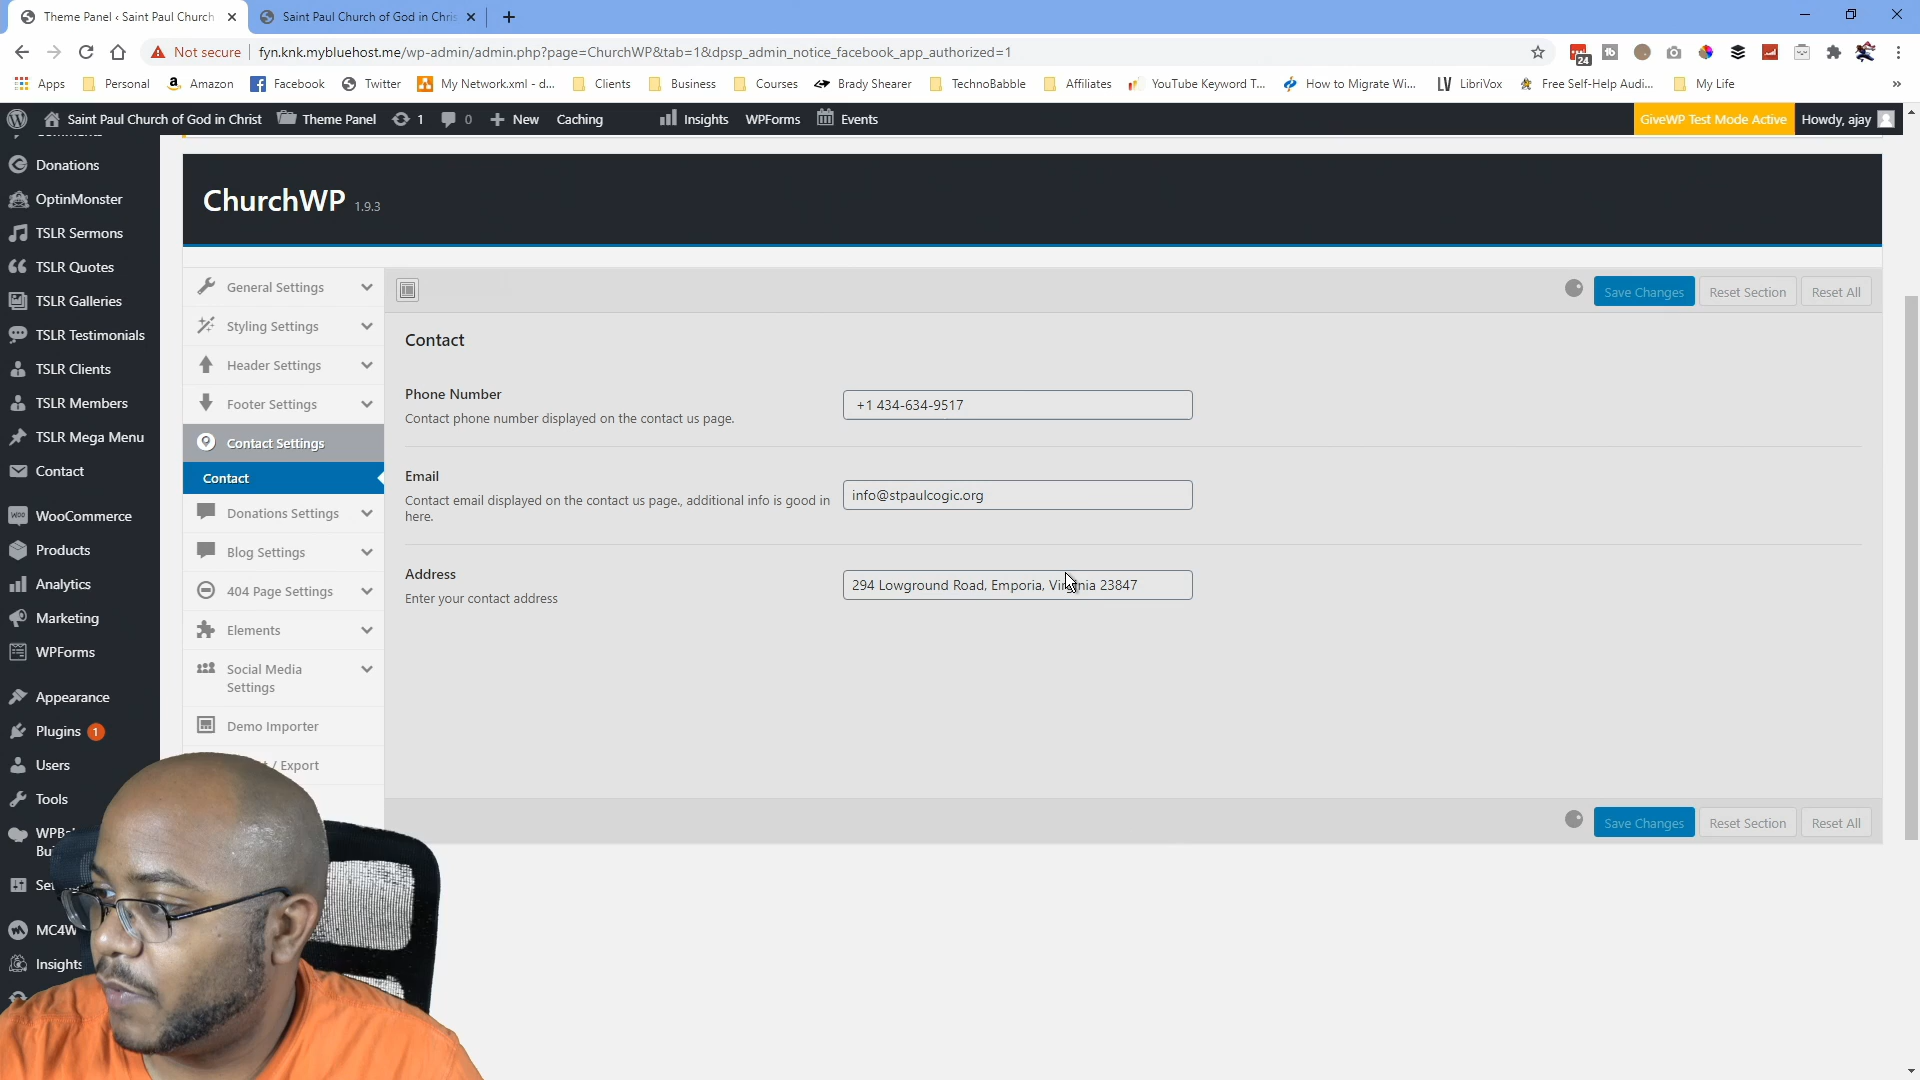 Theme Panel ‹ Saint Paul Church
Saint Paul Church of God in Chris
Not secure
fyn.knk.mybluehost.me/wp-admin/admin.php?page=ChurchWP&tab=1&dpsp_admin_notice_facebook_app_authorized=1
24
Apps
Personal
Amazon
Facebook
Twitter
My Network.xml - d...
Clients
Business
Courses
Brady Shearer
TechnoBabble
Affiliates
YouTube Keyword T...
How to Migrate Wi...
LibriVox
Free Self-Help Audi...
My Life
Saint Paul Church of God in Christ
Theme Panel
1
0
New
Caching
Insights
WPForms
Events
GiveWP Test Mode Active
Howdy, ajay
Donations
OptinMonster
TSLR Sermons
TSLR Quotes
TSLR Galleries
TSLR Testimonials
TSLR Clients
TSLR Members
TSLR Mega Menu
Contact
WooCommerce
Products
Analytics
Marketing
WPForms
Appearance
Plugins 1
Users
Tools
MC4W
Insights
ChurchWP 1.9.3
General Settings
Styling Settings
Header Settings
Footer Settings
Contact Settings
Contact
Donations Settings
Blog Settings
404 Page Settings
Elements
Social Media
Settings
Demo Importer
/ Export
Save Changes
Reset Section
Reset All
Contact
Phone Number
Contact phone number displayed on the contact us page.
+1 434-634-9517
Email
Contact email displayed on the contact us page., additional info is good in
here.
info@stpaulcogic.org
Address
Enter your contact address
294 Lowground Road, Emporia, Virginia 23847
Save Changes
Reset Section
Reset All